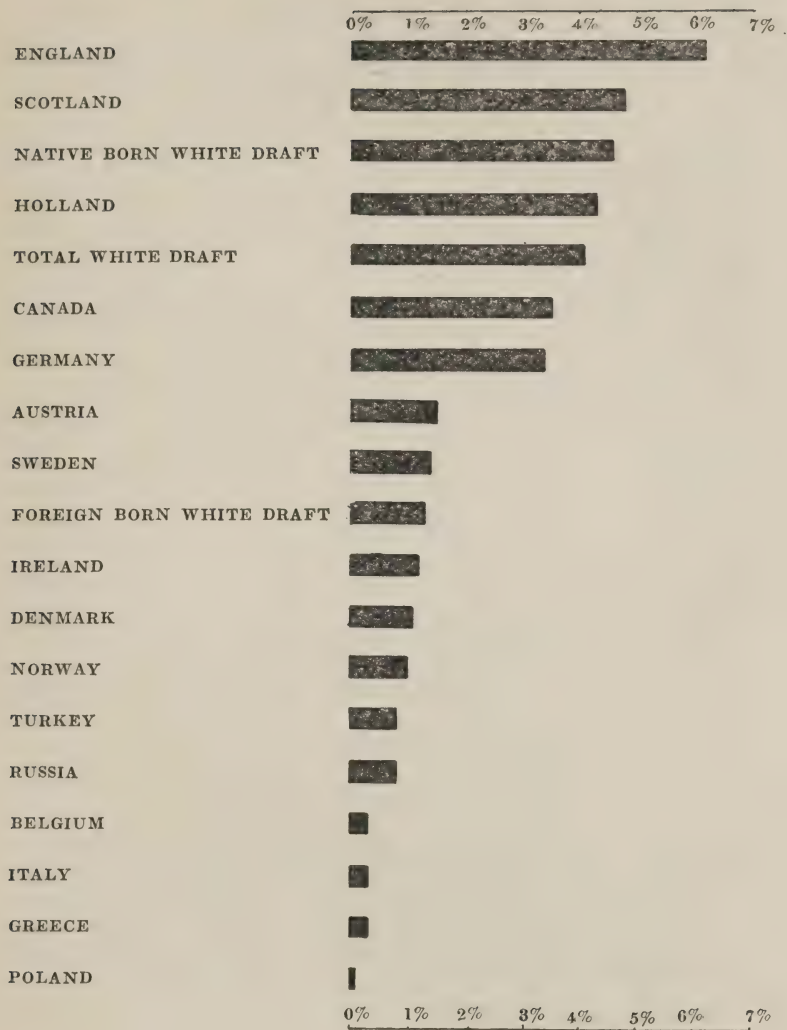 0% 1% 2% 3% 4% 5% 6% 7%
ENGLAND
SCOTLAND
NATIVE BORN WHITE DRAFT
HOLLAND
TOTAL WHITE DRAFT
CANADA
GERMANY
AUSTRIA
SWEDEN
FOREIGN BORN WHITE DRAFT
IRELAND
DENMARK
NORWAY
TURKEY
RUSSIA
BELGIUM
ITALY
GREECE
POLAND
0% 1% 2% 3% 4% 5% 6% 7%